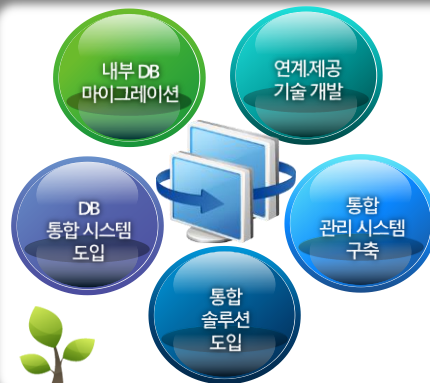 내부 DB
마이그레이션
연계.제공
기술 개발
DB
통합 시스템
도입
통합
관리 시스템
구축
통합
솔루션
도입